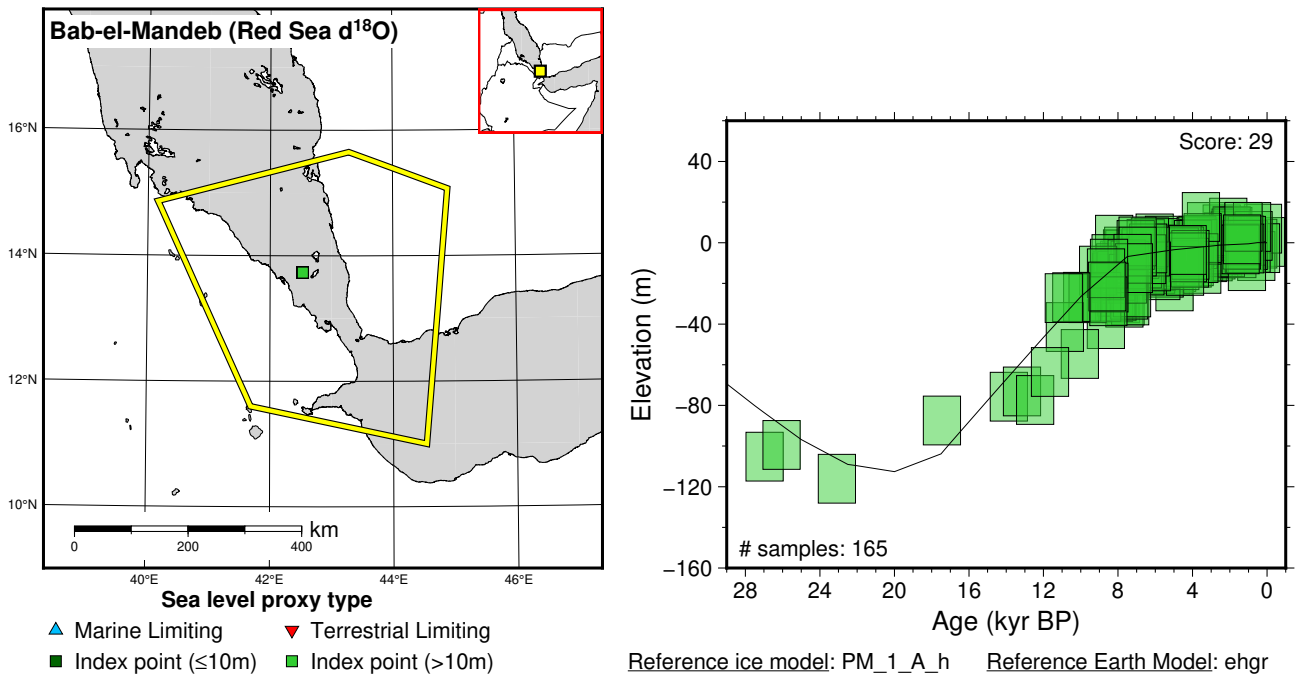 Bab-el-Mandeb (Red Sea d18O)
16°N
14°N
12°N
10°N
km
0 200 400
40°E 42°E 44°E 46°E
Sea level proxy type
Marine Limiting
Terrestrial Limiting
Index point (≤10m)
Index point (>10m)
Score: 29
Elevation (m)
40
0
−40
−80
−120
−160
# samples: 165
28 24 20 16 12 8 4 0
Age (kyr BP)
Reference ice model: PM_1_A_h
Reference Earth Model: ehgr